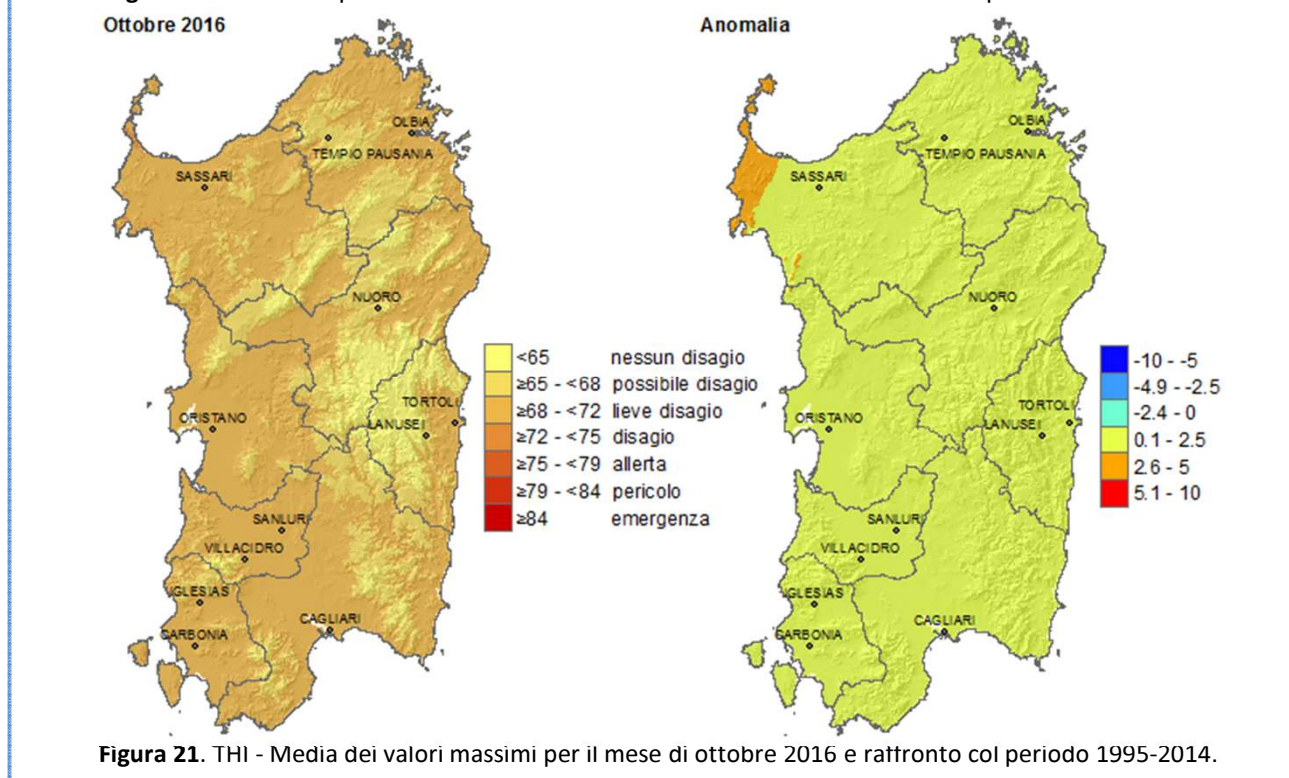 Ottobre 2016
Anomalia
OLBIA
TEMPIO PAUSANIA
SASSARI
NUORO
TORTOLI
ORISTANO
LANUSEI
SANLURI
VILLACIDRO
IGLESIAS
CAGLIARI
CARBONIA
<65 nessun disagio
≥65 - <68 possibile disagio
≥68 - <72 lieve disagio
≥72 - <75 disagio
≥75 - <79 allerta
≥79 - <84 pericolo
≥84 emergenza
OLBIA
TEMPIO PAUSANIA
SASSARI
NUORO
TORTOLI
ORISTANO
LANUSEI
SANLURI
VILLACIDRO
IGLESIAS
CAGLIARI
CARBONIA
-10 - -5
-4.9 - -2.5
-2.4 - 0
0.1 - 2.5
2.6 - 5
5.1 - 10
Figura 21. THI - Media dei valori massimi per il mese di ottobre 2016 e raffronto col periodo 1995-2014.